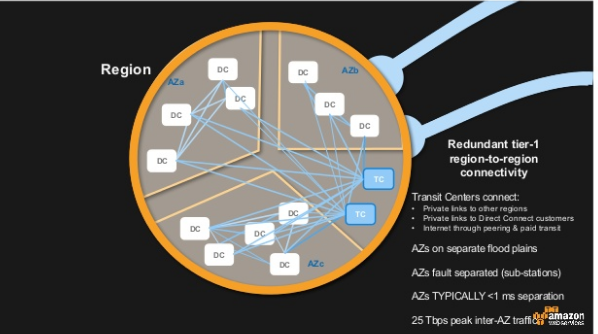 Region
AZa
DC
DC
DC
DC
AZb
DC
DC
DC
TC
TC
DC
DC
DC
DC
DC
AZc
Redundant tier-1
region-to-region
connectivity
Transit Centers connect:
• Private links to other regions
• Private links to Direct Connect customers
• Internet through peering & paid transit
AZs on separate flood plains
AZs fault separated (sub-stations)
AZs TYPICALLY <1 ms separation
25 Tbps peak inter-AZ traffic
amazon
webservices